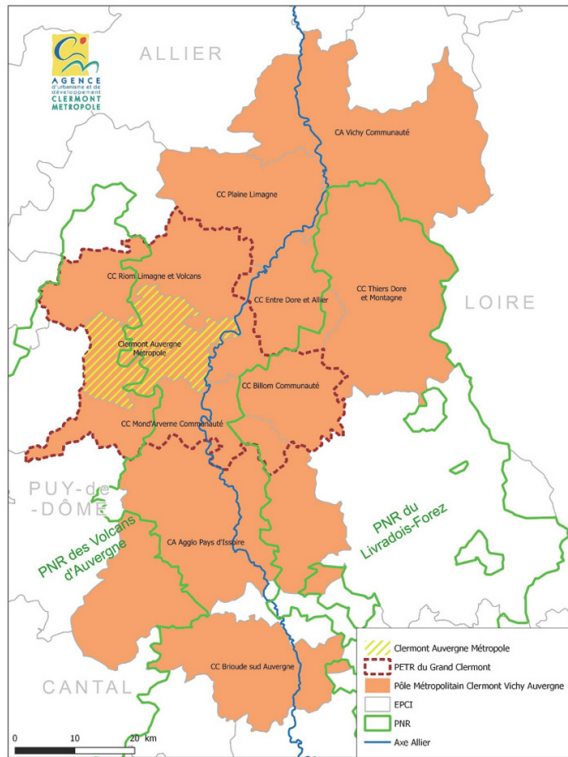 AGENCE
d'urbanisme et de
développement
CLERMONT
METROPOLE
ALLIER
CA Vichy Communauté
CC Plaine Limagne
CC Riom Limagne et Volcans
CC Entre Dore et Allier
CC Thiers Dore
et Montagne
LOIRE
Clermont Auvergne
Métropole
CC Billom Communauté
CC Mond'Arverne Communauté
PUY-de
-DÔME
PNR des Volcans
d'Auvergne
CA Agglo Pays d'Issoire
PNR du
Livradois-Forez
CC Brioude sud Auvergne
CANTAL
Clermont Auvergne Métropole
PETR du Grand Clermont
Pôle Métropolitain Clermont Vichy Auvergne
EPCI
PNR
Axe Allier
0 10 20 km